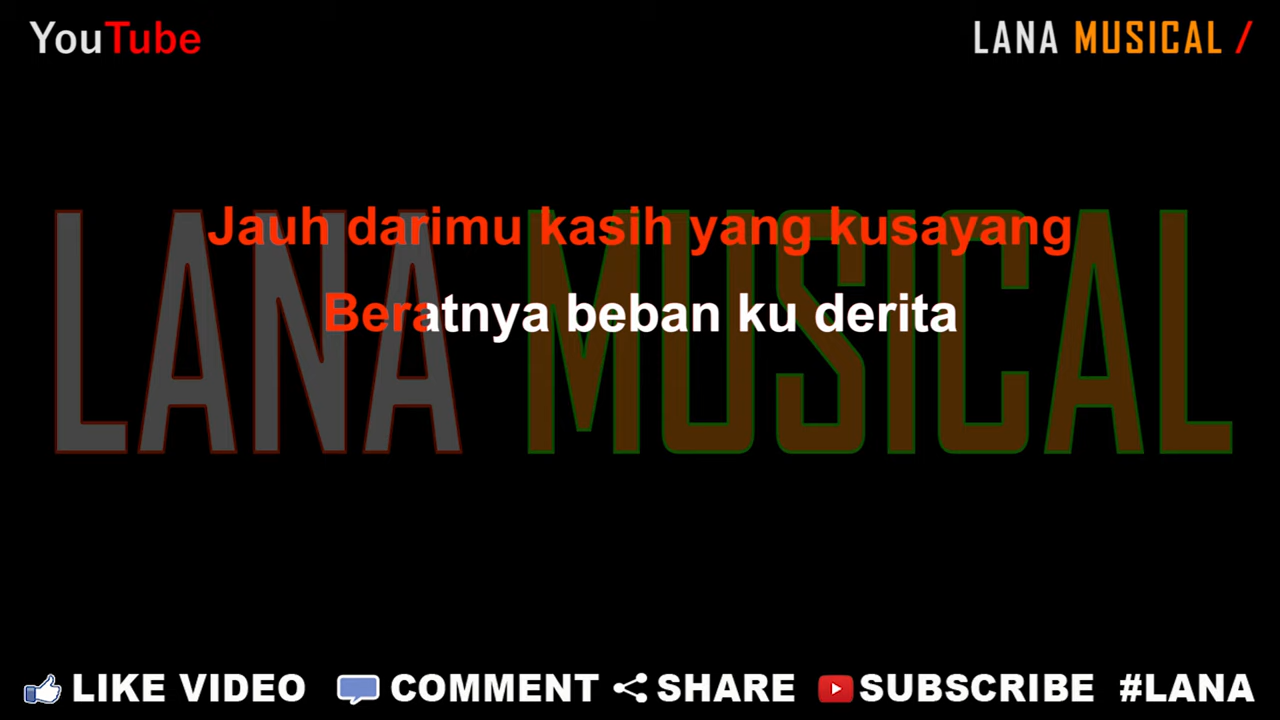 YouTube
LANA MUSICAL /
LANA MUSICAL
Jauh darimu kasih yang kusayang
Beratnya beban ku derita
LIKE VIDEO COMMENT SHARE SUBSCRIBE #LANA